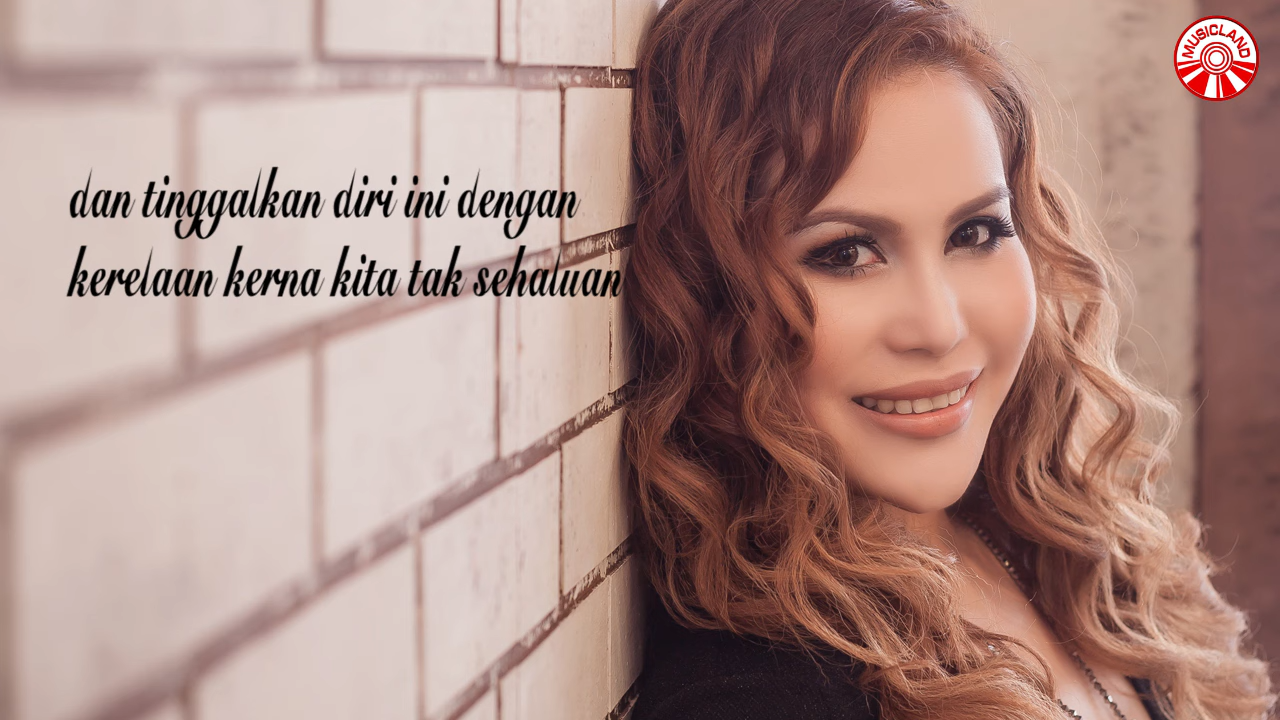 MUSICLAND
dan tinggalkan diri ini dengan
kerelaan kerna kita tak sehaluan